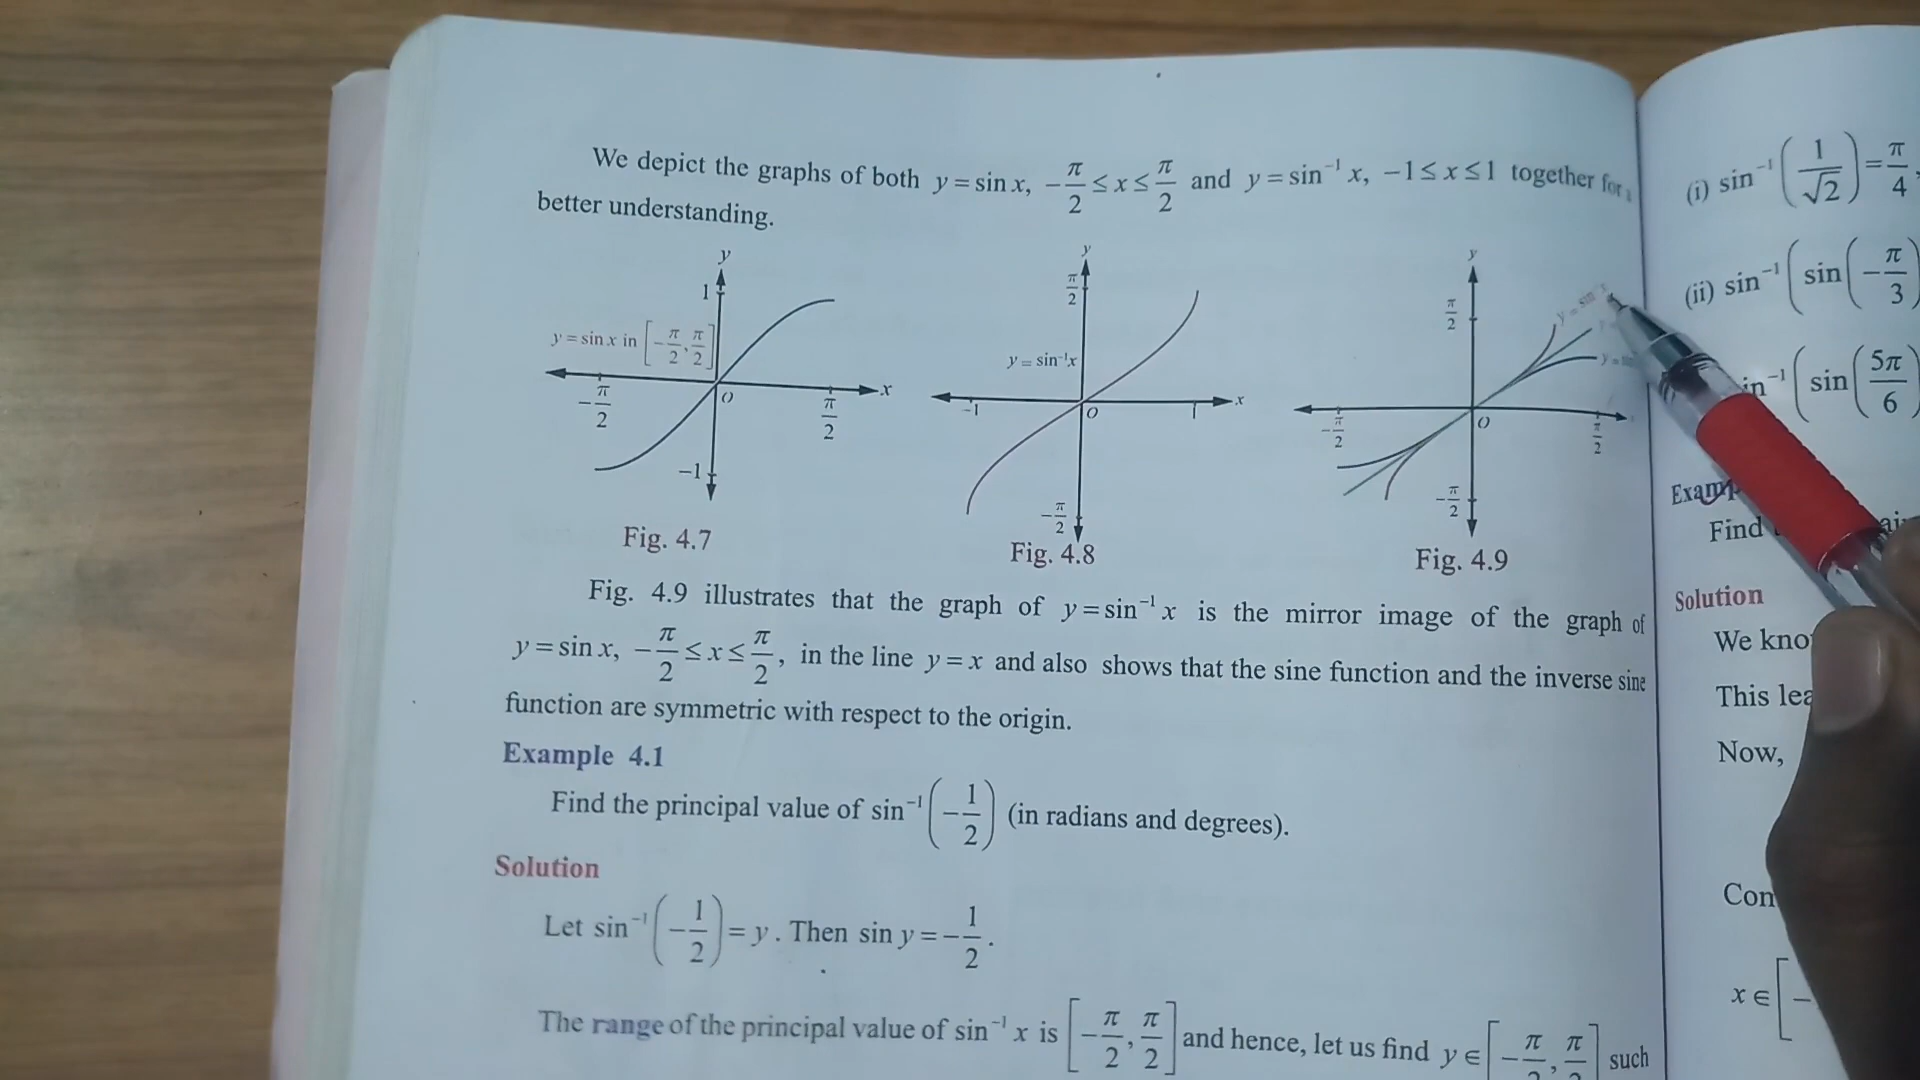 We depict the graphs of both y = sin x, −π/2 ≤ x ≤ π/2 and y = sin⁻¹ x, −1 ≤ x ≤ 1 together for
better understanding.
y
1
y = sin x in [−π/2, π/2]
x
O
−π/2
π/2
−1
Fig. 4.7
y
π/2
y = sin⁻¹x
x
−1
O
1
−π/2
Fig. 4.8
y
π/2
y = sin
y =
O
−π/2
π/2
−π/2
Fig. 4.9
Fig. 4.9 illustrates that the graph of y = sin⁻¹ x is the mirror image of the graph of
y = sin x, −π/2 ≤ x ≤ π/2, in the line y = x and also shows that the sine function and the inverse sine
function are symmetric with respect to the origin.
Example 4.1
Find the principal value of sin⁻¹(−1/2) (in radians and degrees).
Solution
Let sin⁻¹(−1/2) = y. Then sin y = −1/2.
The range of the principal value of sin⁻¹ x is [−π/2, π/2] and hence, let us find y ∈ [−π/2, π/2] such
(i) sin⁻¹(1/√2) = π/4,
(ii) sin⁻¹(sin(−π/3)
in⁻¹(sin(5π/6)
Exam
Find
Solution
We kno
This lea
Now,
Con
x ∈ [−